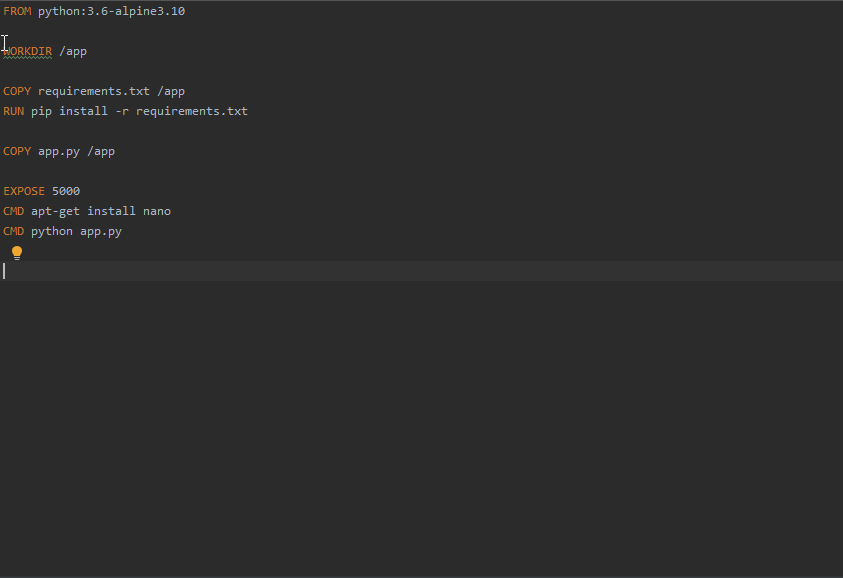 FROM python:3.6-alpine3.10
WORKDIR /app
COPY requirements.txt /app
RUN pip install -r requirements.txt
COPY app.py /app
EXPOSE 5000
CMD apt-get install nano
CMD python app.py